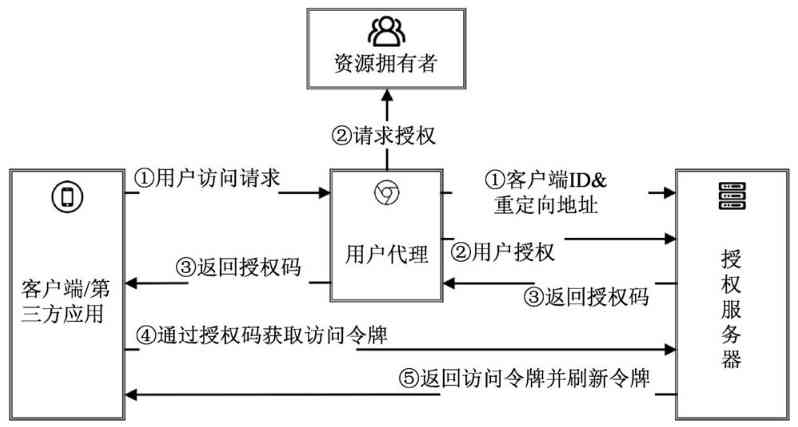 资源拥有者
②请求授权
①用户访问请求
①客户端ID&
重定向地址
用户代理
②用户授权
③返回授权码
③返回授权码
客户端/第
三方应用
授权服务器
④通过授权码获取访问令牌
⑤返回访问令牌并刷新令牌